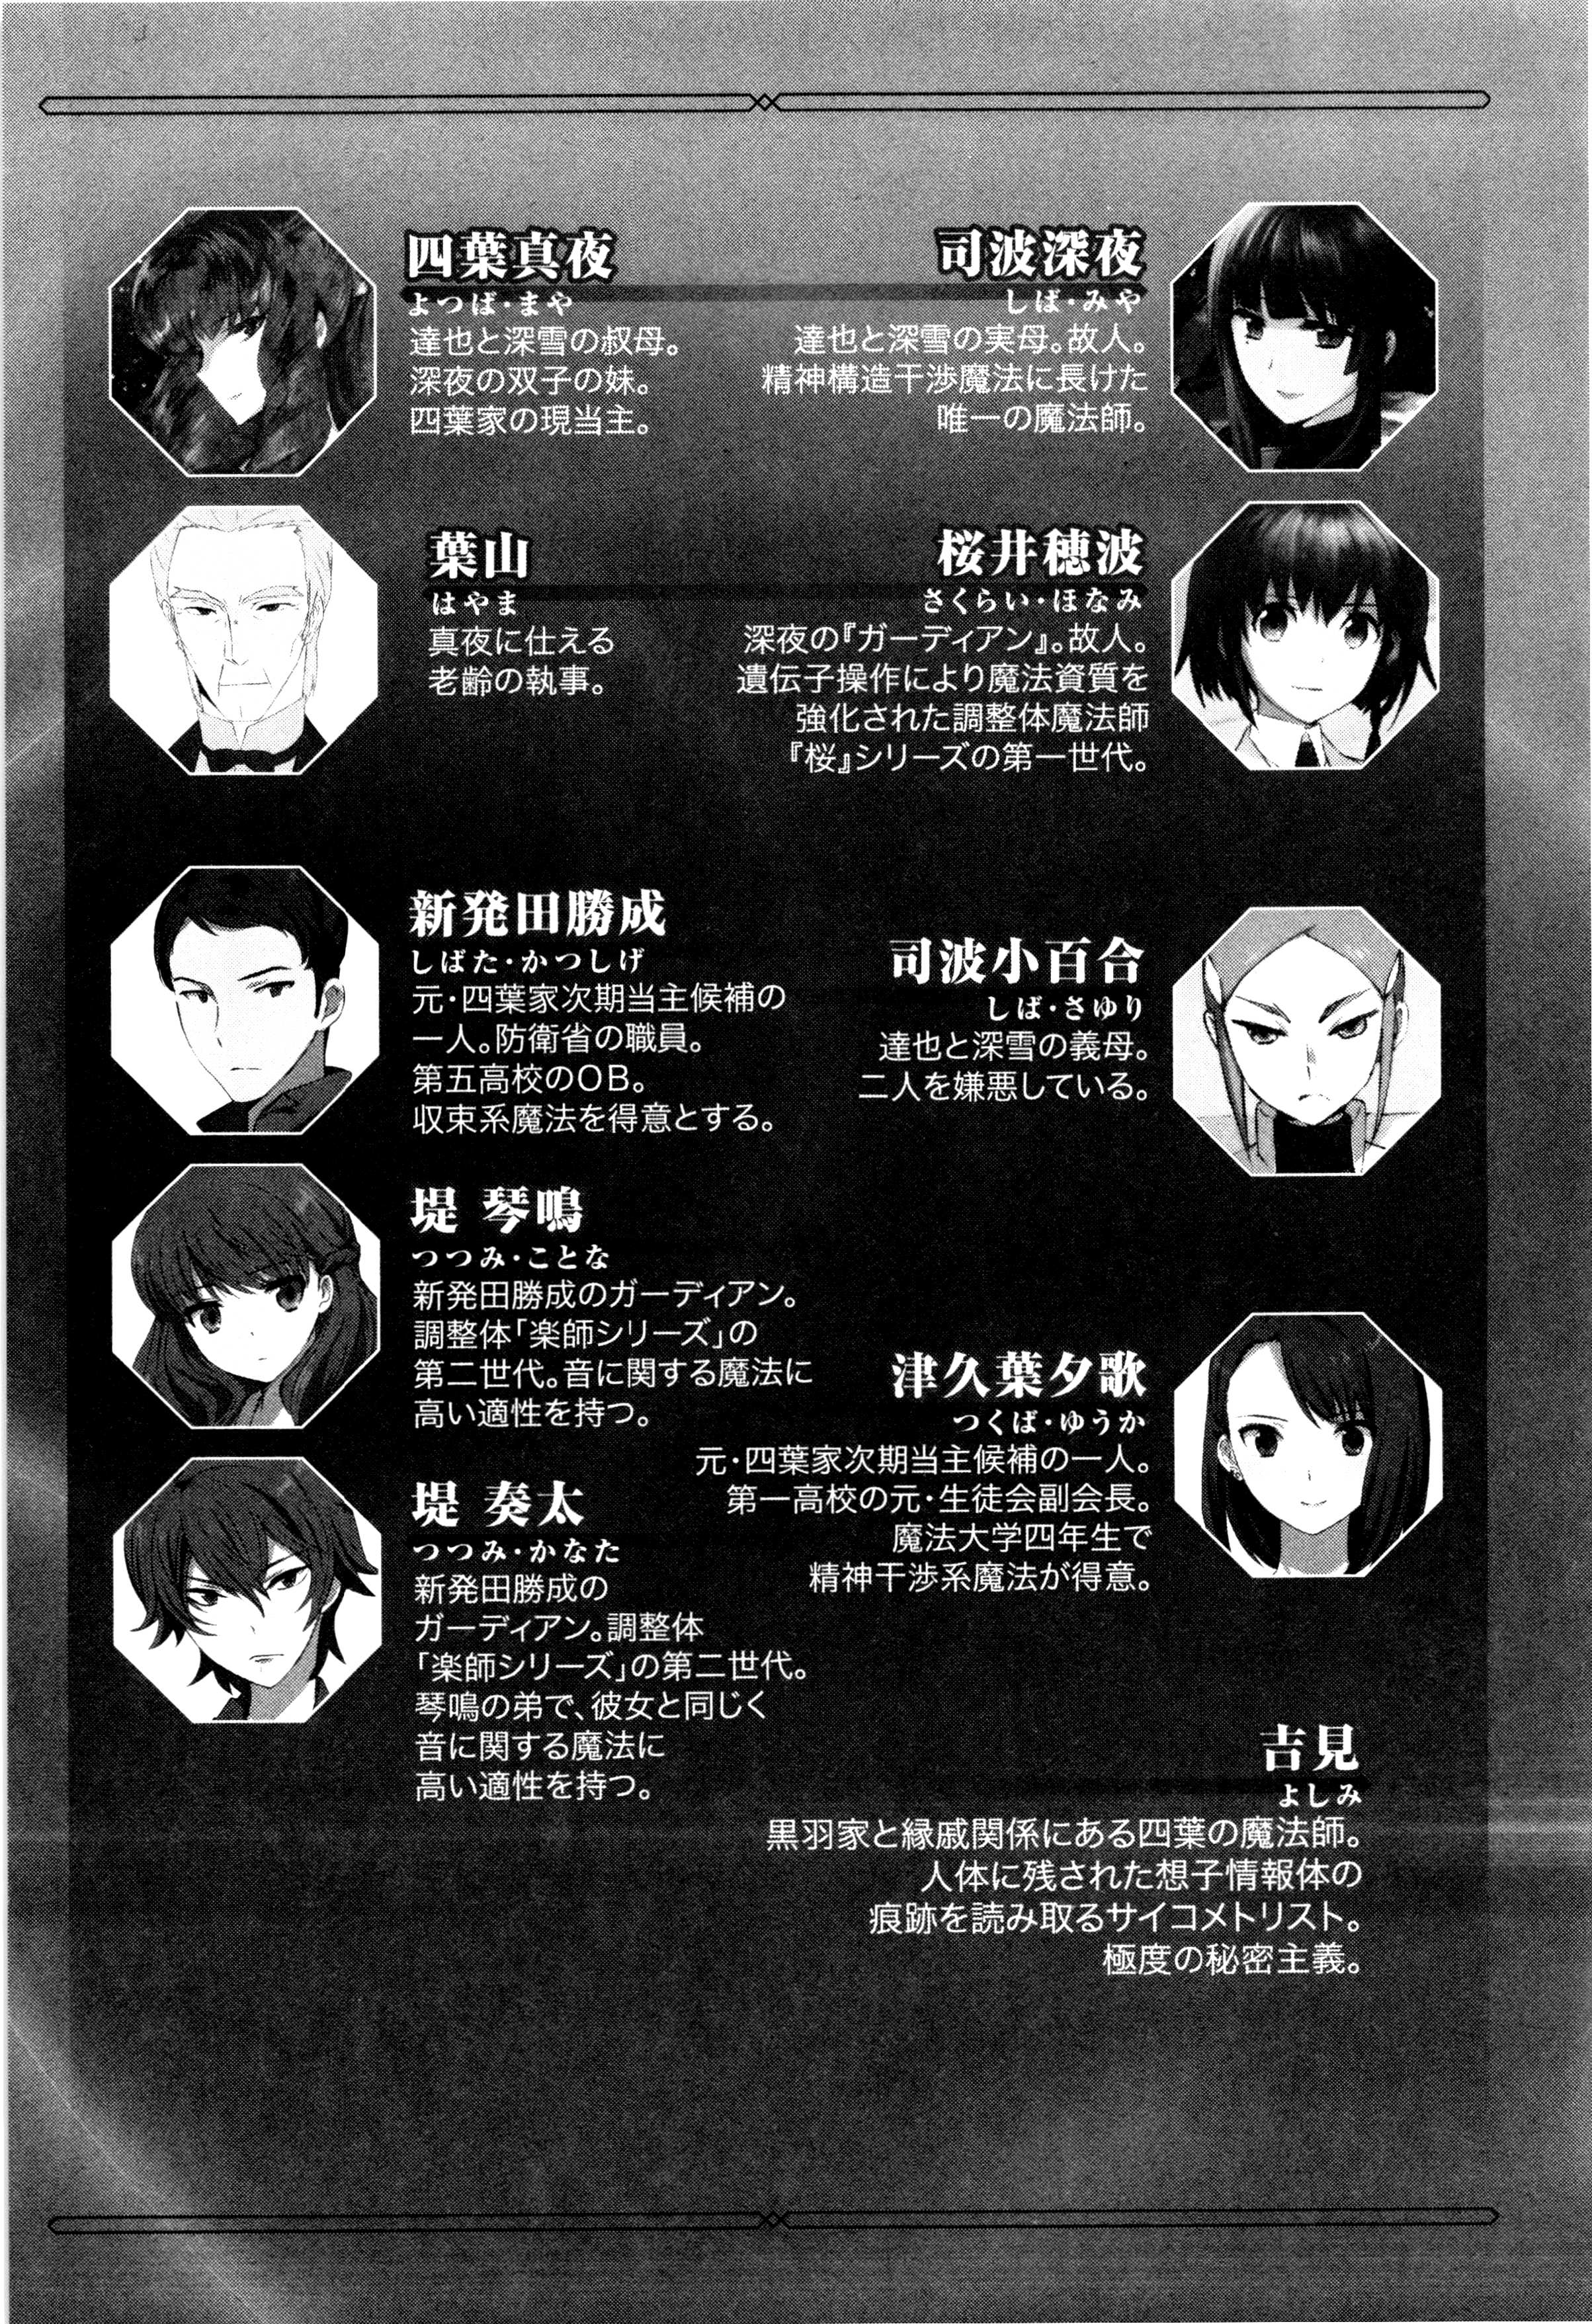 四葉真夜
よつば・まや
達也と深雪の叔母。
深夜の双子の妹。
四葉家の現当主。
葉山
はやま
真夜に仕える
老齢の執事。
新発田勝成
しばた・かつしげ
元・四葉家次期当主候補の
一人。防衛省の職員。
第五高校のOB。
収束系魔法を得意とする。
堤 琴鳴
つつみ・ことな
新発田勝成のガーディアン。
調整体「楽師シリーズ」の
第二世代。音に関する魔法に
高い適性を持つ。
堤 奏太
つつみ・かなた
新発田勝成の
ガーディアン。調整体
「楽師シリーズ」の第二世代。
琴鳴の弟で、彼女と同じく
音に関する魔法に
高い適性を持つ。
司波深夜
しば・みや
達也と深雪の実母。故人。
精神構造干渉魔法に長けた
唯一の魔法師。
桜井穂波
さくらい・ほなみ
深夜の『ガーディアン』。故人。
遺伝子操作により魔法資質を
強化された調整体魔法師
『桜』シリーズの第一世代。
司波小百合
しば・さゆり
達也と深雪の義母。
二人を嫌悪している。
津久葉夕歌
つくば・ゆうか
元・四葉家次期当主候補の一人。
第一高校の元・生徒会副会長。
魔法大学四年生で
精神干渉系魔法が得意。
吉見
よしみ
黒羽家と縁戚関係にある四葉の魔法師。
人体に残された想子情報体の
痕跡を読み取るサイコメトリスト。
極度の秘密主義。